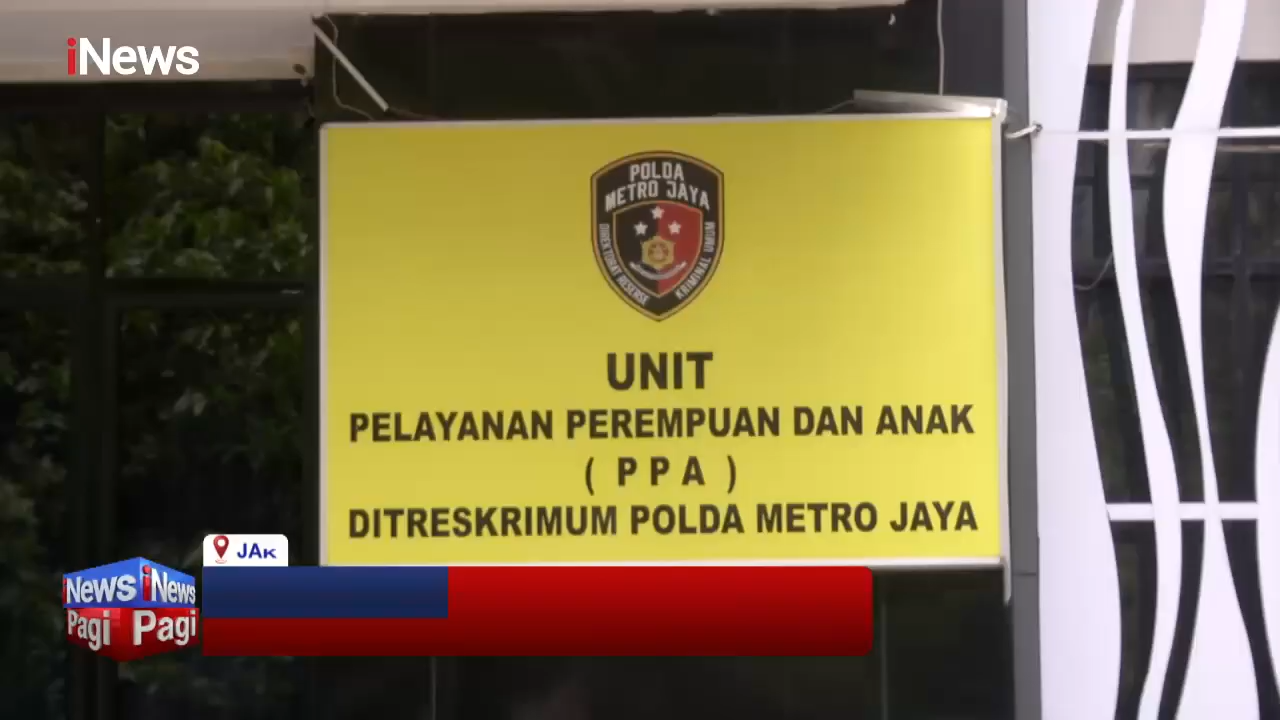 iNews
POLDA
METRO JAYA
DIREKTORAT RESERSE KRIMINAL UMUM
UNIT
PELAYANAN PEREMPUAN DAN ANAK
( PPA )
DITRESKRIMUM POLDA METRO JAYA
JAK
News iNews
Pagi Pagi